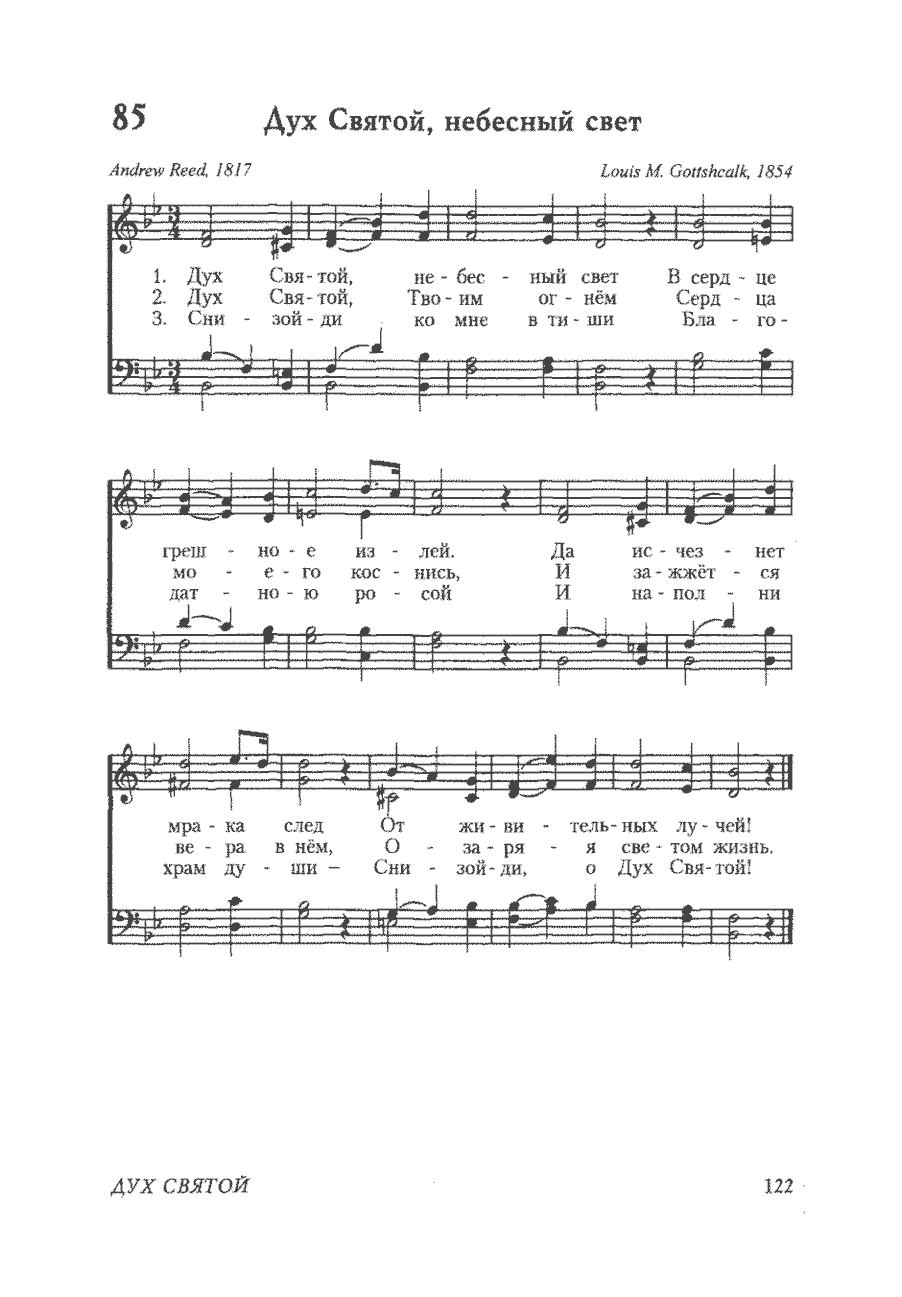 85 Дух Святой, небесный свет
Andrew Reed, 1817 Louis M. Gottshcalk, 1854
1. Дух Свя-той, не-бес - ный свет В серд - це
2. Дух Свя-той, Тво-им ог-нём Серд - ца
3. Сни - зой-ди ко мне в ти-ши Бла - го-
греш - но-е из - лей. Да ис-чез - нет
мо - е-го кос-нись, И за-жжёт - ся
дат - но-ю ро - сой И на-пол - ни
мра-ка след От жи-ви - тель-ных лу-чей!
ве-ра в нём, О - за-ря - я све-том жизнь.
храм ду - ши – Сни - зой-ди, о Дух Свя-той!
ДУХ СВЯТОЙ 122